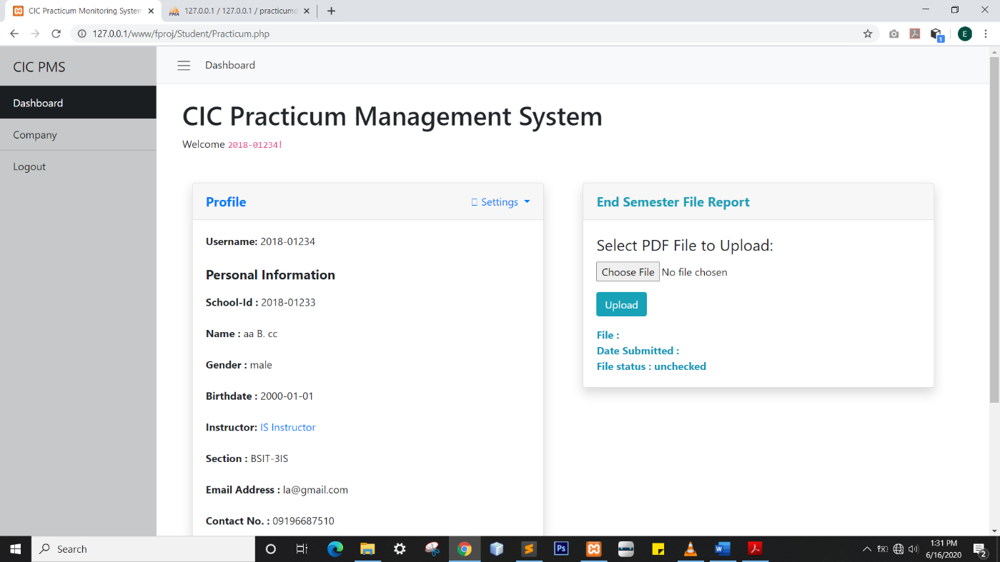 CIC Practicum Monitoring System
127.0.0.1 / 127.0.0.1 / practicumd
127.0.0.1/www/fproj/Student/Practicum.php
E
1
CIC PMS
Dashboard
Company
Logout
Dashboard
CIC Practicum Management System
Welcome 2018-01234!
Profile
Settings
Username: 2018-01234
Personal Information
School-Id : 2018-01233
Name : aa B. cc
Gender : male
Birthdate : 2000-01-01
Instructor: IS Instructor
Section : BSIT-3IS
Email Address : la@gmail.com
Contact No. : 09196687510
End Semester File Report
Select PDF File to Upload:
Choose File No file chosen
Upload
File :
Date Submitted :
File status : unchecked
Search
Ps
1:31 PM
6/16/2020
2